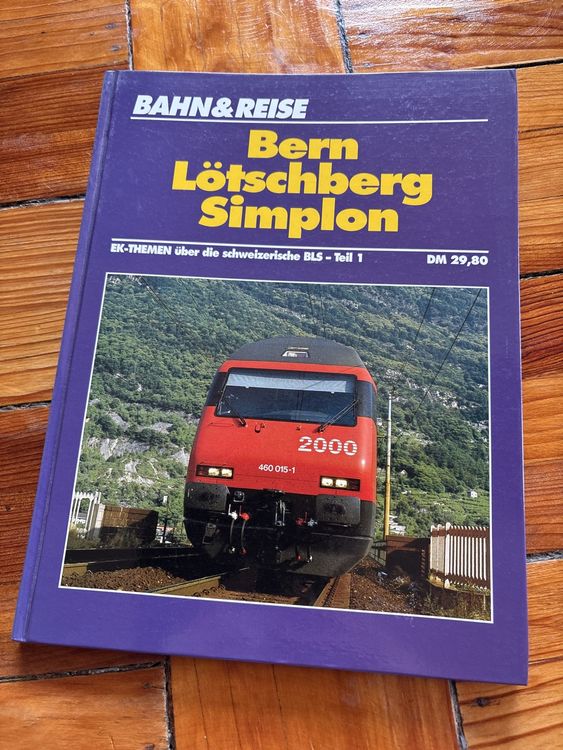 BAHN&REISE
Bern
Lötschberg
Simplon
EK-THEMEN über die schweizerische BLS - Teil 1 DM 29,80
2000
460 015-1